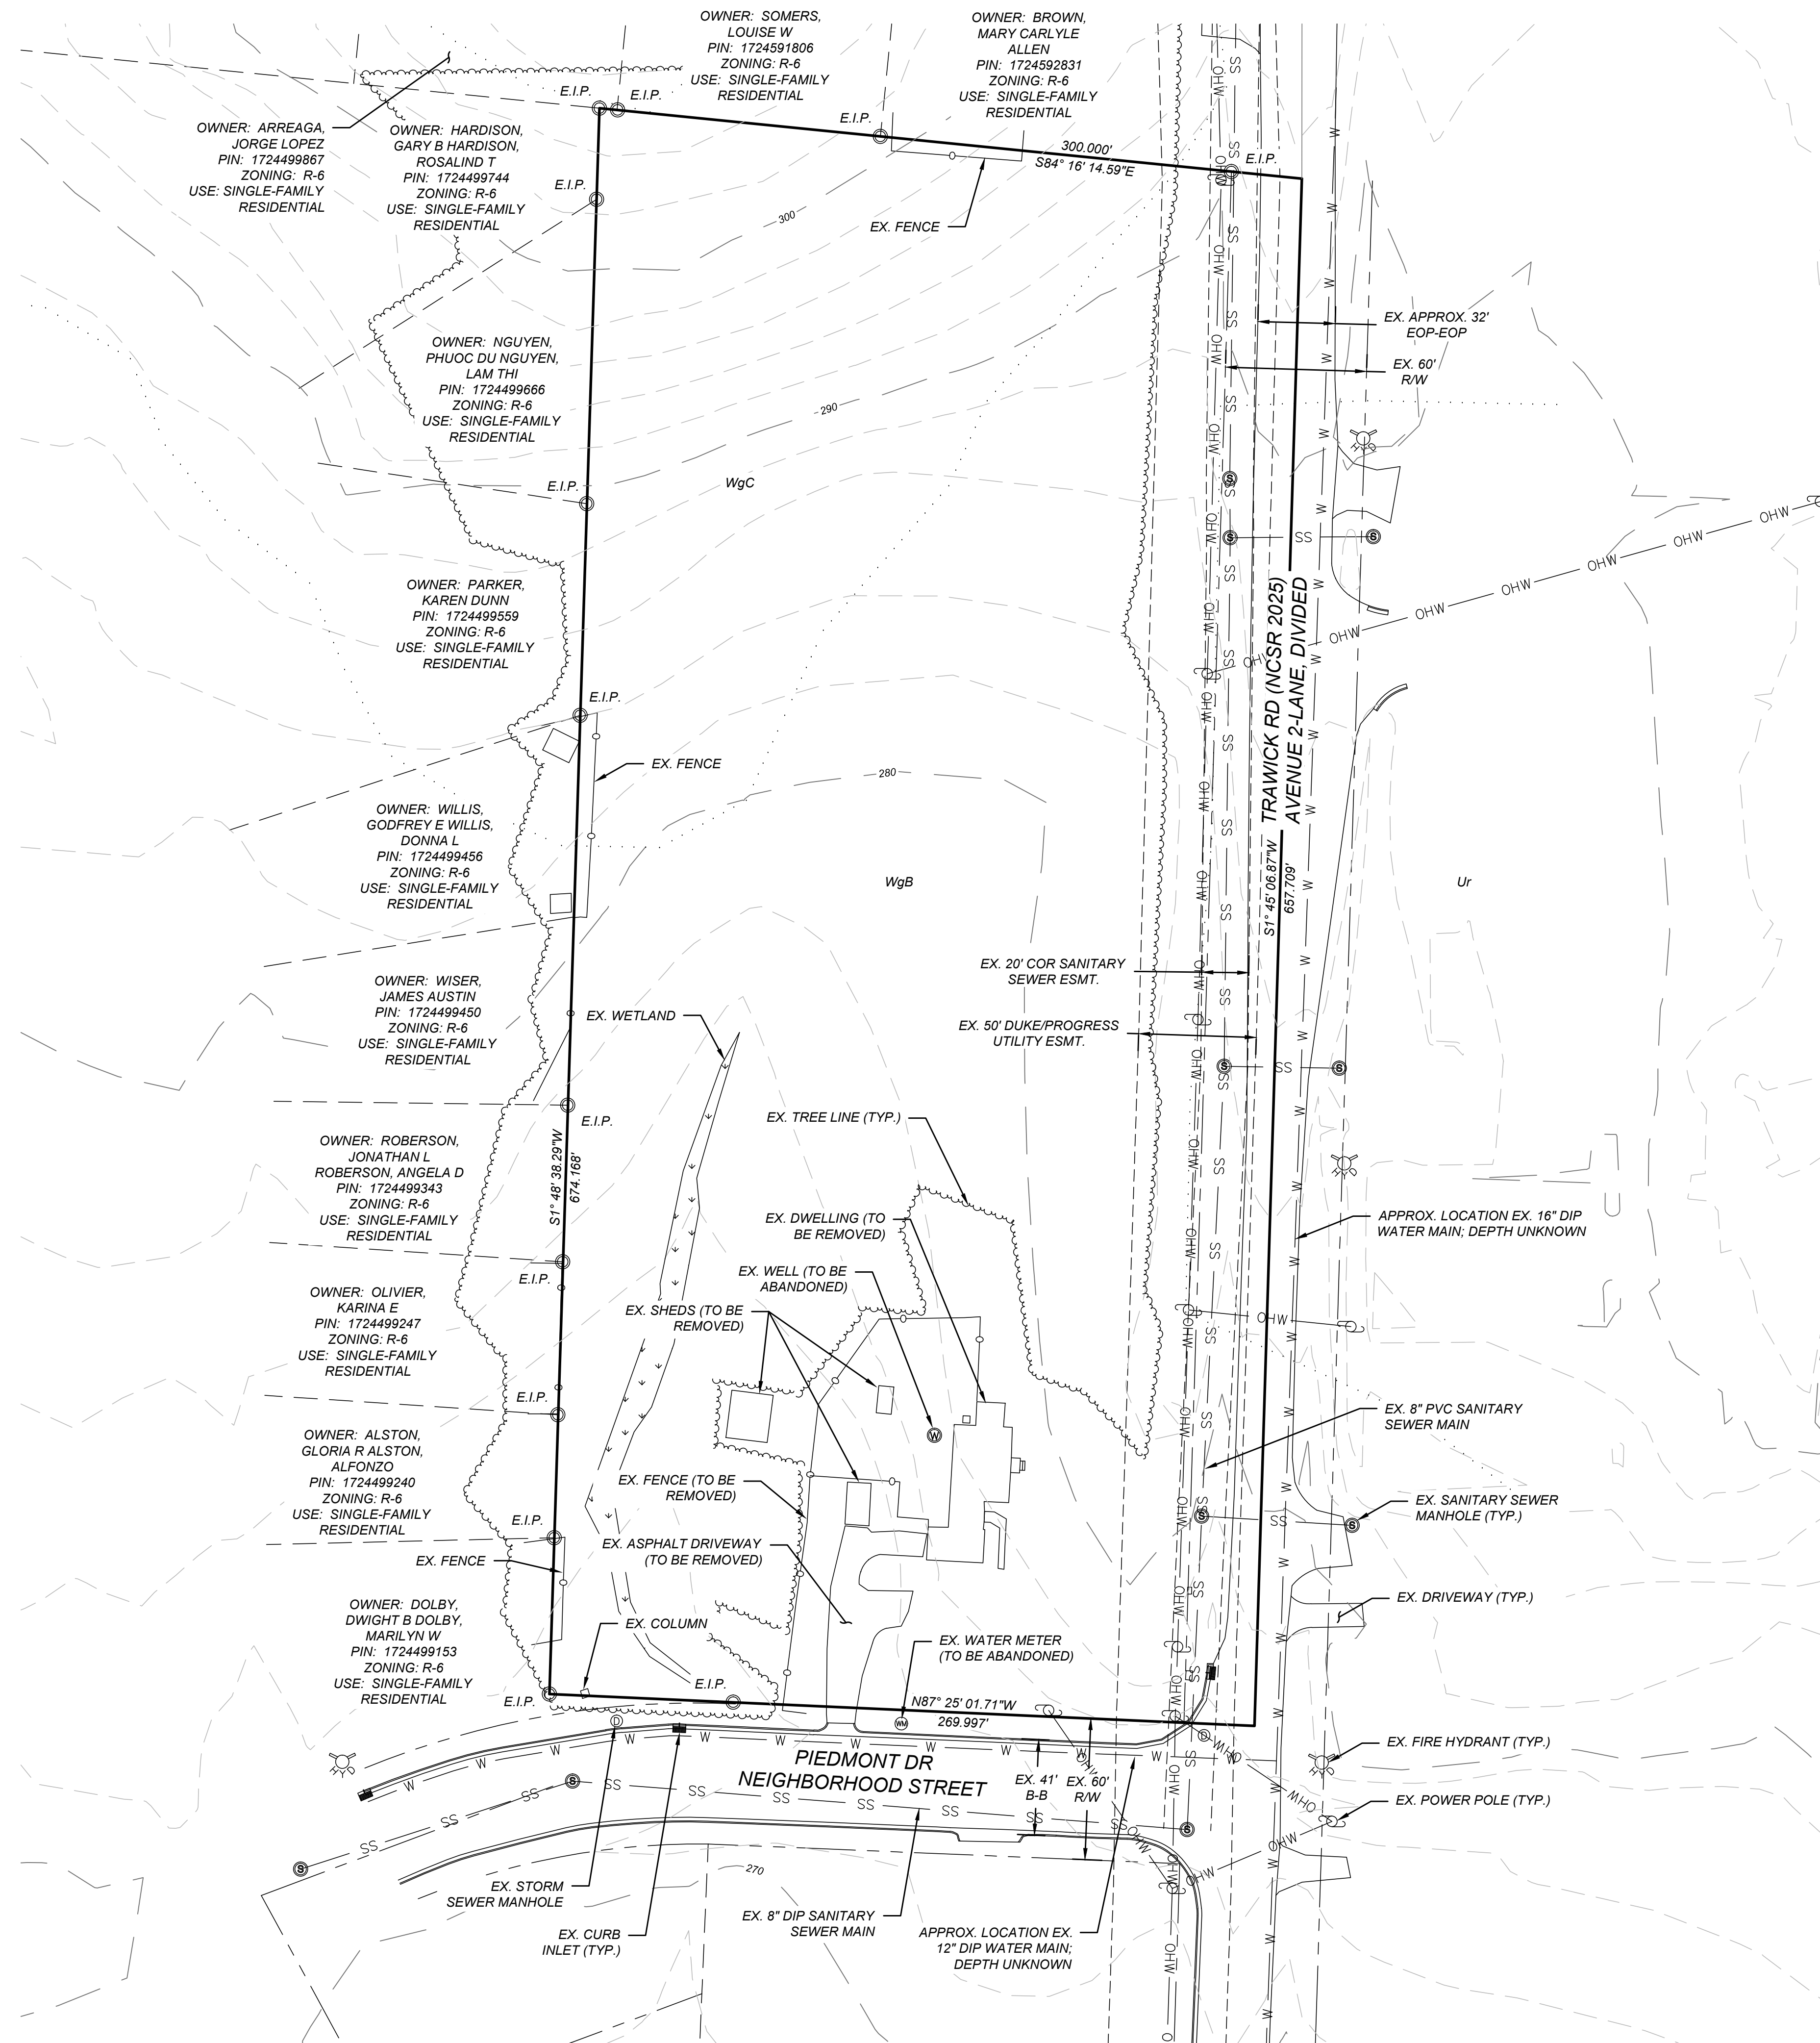 OWNER: SOMERS,
LOUISE W
PIN: 1724591806
ZONING: R-6
USE: SINGLE-FAMILY
RESIDENTIAL
OWNER: BROWN,
MARY CARLYLE
ALLEN
PIN: 1724592831
ZONING: R-6
USE: SINGLE-FAMILY
RESIDENTIAL
E.I.P.
E.I.P.
E.I.P.
E.I.P.
OWNER: ARREAGA,
JORGE LOPEZ
PIN: 1724499867
ZONING: R-6
USE: SINGLE-FAMILY
RESIDENTIAL
OWNER: HARDISON,
GARY B HARDISON,
ROSALIND T
PIN: 1724499744
ZONING: R-6
USE: SINGLE-FAMILY
RESIDENTIAL
E.I.P.
300.000'
S84° 16' 14.59"E
300
EX. FENCE
EX. APPROX. 32'
EOP-EOP
EX. 60'
R/W
OWNER: NGUYEN,
PHUOC DU NGUYEN,
LAM THI
PIN: 1724499666
ZONING: R-6
USE: SINGLE-FAMILY
RESIDENTIAL
290
WgC
E.I.P.
OWNER: PARKER,
KAREN DUNN
PIN: 1724499559
ZONING: R-6
USE: SINGLE-FAMILY
RESIDENTIAL
E.I.P.
EX. FENCE
280
TRAWICK RD (NCSR 2025)
AVENUE 2-LANE, DIVIDED
S1° 45' 06.87"W
657.709'
OWNER: WILLIS,
GODFREY E WILLIS,
DONNA L
PIN: 1724499456
ZONING: R-6
USE: SINGLE-FAMILY
RESIDENTIAL
WgB
Ur
EX. 20' COR SANITARY
SEWER ESMT.
EX. 50' DUKE/PROGRESS
UTILITY ESMT.
OWNER: WISER,
JAMES AUSTIN
PIN: 1724499450
ZONING: R-6
USE: SINGLE-FAMILY
RESIDENTIAL
EX. WETLAND
E.I.P.
S1° 48' 38.29"W
674.168'
EX. TREE LINE (TYP.)
OWNER: ROBERSON,
JONATHAN L
ROBERSON, ANGELA D
PIN: 1724499343
ZONING: R-6
USE: SINGLE-FAMILY
RESIDENTIAL
EX. DWELLING (TO
BE REMOVED)
APPROX. LOCATION EX. 16" DIP
WATER MAIN; DEPTH UNKNOWN
E.I.P.
EX. WELL (TO BE
ABANDONED)
EX. SHEDS (TO BE
REMOVED)
OWNER: OLIVIER,
KARINA E
PIN: 1724499247
ZONING: R-6
USE: SINGLE-FAMILY
RESIDENTIAL
E.I.P.
EX. 8" PVC SANITARY
SEWER MAIN
W
OWNER: ALSTON,
GLORIA R ALSTON,
ALFONZO
PIN: 1724499240
ZONING: R-6
USE: SINGLE-FAMILY
RESIDENTIAL
EX. FENCE (TO BE
REMOVED)
EX. SANITARY SEWER
MANHOLE (TYP.)
E.I.P.
EX. FENCE
EX. ASPHALT DRIVEWAY
(TO BE REMOVED)
EX. DRIVEWAY (TYP.)
OWNER: DOLBY,
DWIGHT B DOLBY,
MARILYN W
PIN: 1724499153
ZONING: R-6
USE: SINGLE-FAMILY
RESIDENTIAL
EX. COLUMN
EX. WATER METER
(TO BE ABANDONED)
E.I.P.
E.I.P.
N87° 25' 01.71"W
269.997'
WM
D
PIEDMONT DR
NEIGHBORHOOD STREET
EX. 41'
B-B
EX. 60'
R/W
EX. FIRE HYDRANT (TYP.)
EX. POWER POLE (TYP.)
270
EX. STORM
SEWER MANHOLE
EX. CURB
INLET (TYP.)
EX. 8" DIP SANITARY
SEWER MAIN
APPROX. LOCATION EX.
12" DIP WATER MAIN;
DEPTH UNKNOWN
OHW
SS
W
S